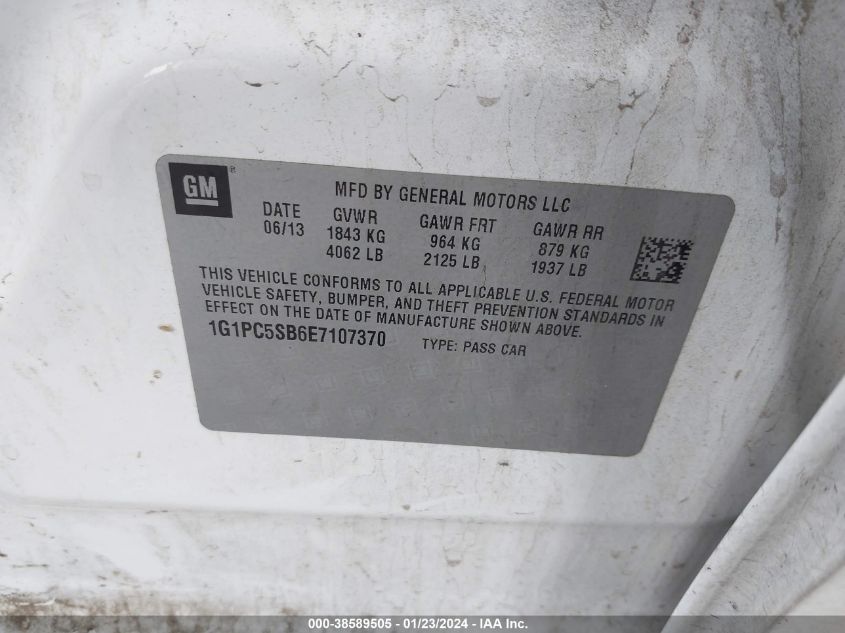 GM ®
MFD BY GENERAL MOTORS LLC
DATE GVWR GAWR FRT GAWR RR
06/13 1843 KG 964 KG 879 KG
4062 LB 2125 LB 1937 LB
THIS VEHICLE CONFORMS TO ALL APPLICABLE U.S. FEDERAL MOTOR
VEHICLE SAFETY, BUMPER, AND THEFT PREVENTION STANDARDS IN
EFFECT ON THE DATE OF MANUFACTURE SHOWN ABOVE.
1G1PC5SB6E7107370 TYPE: PASS CAR
000-38589505 - 01/23/2024 - IAA Inc.